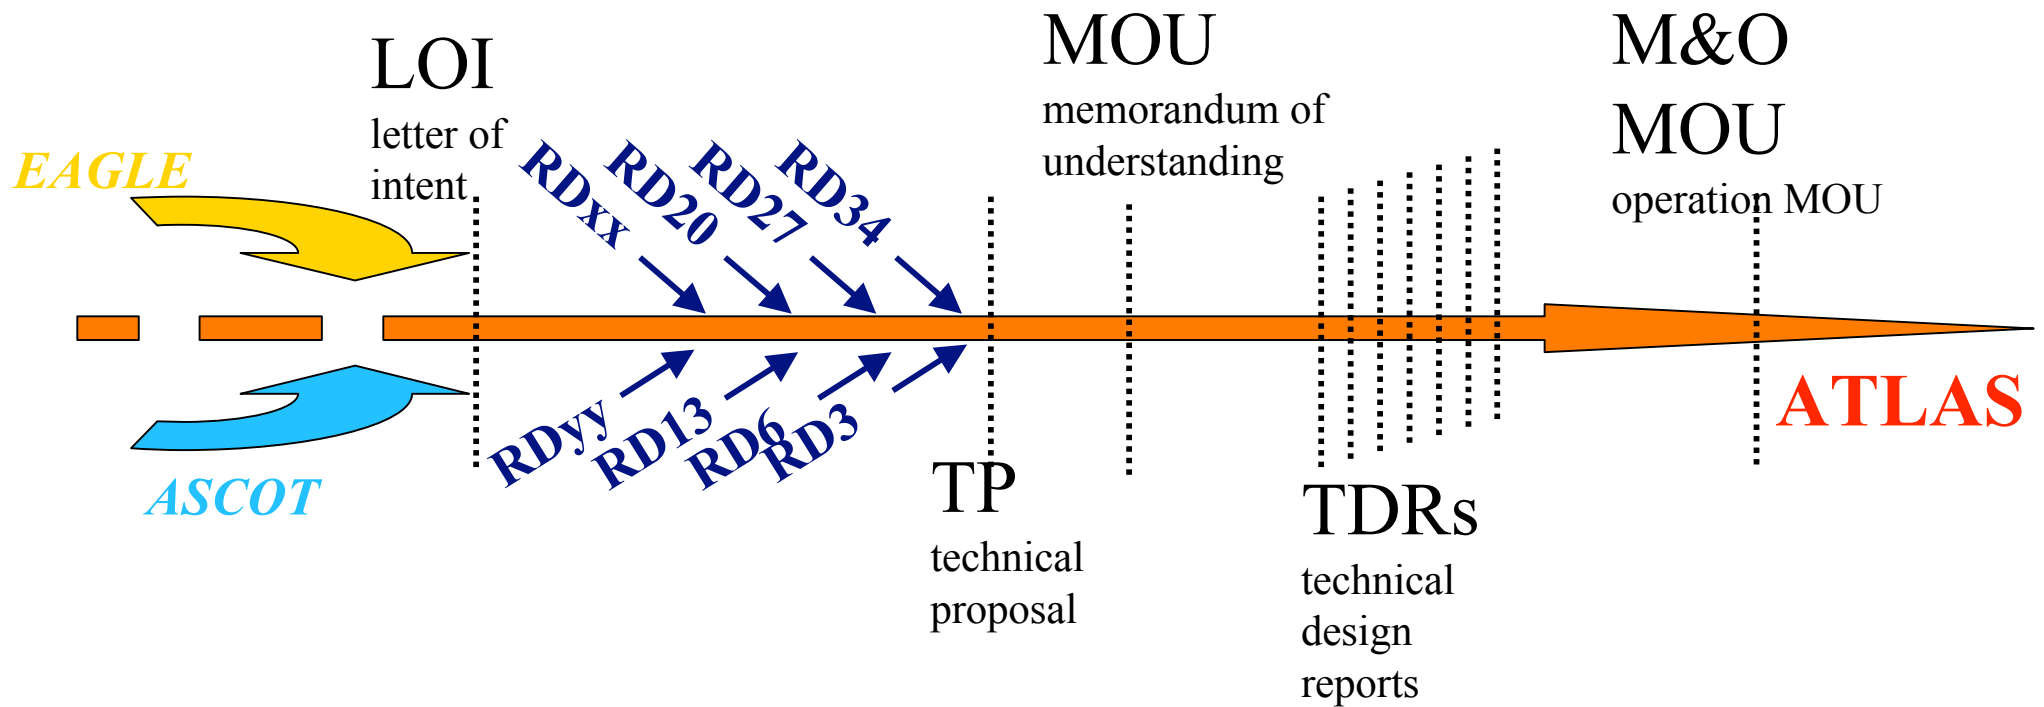 EAGLE
ASCOT
LOI
letter of
intent
RDxx
RD20
RD27
RD34
RDyy
RD13
RD6
RD3
TP
technical
proposal
MOU
memorandum of
understanding
TDRs
technical
design
reports
M&O
MOU
operation MOU
ATLAS